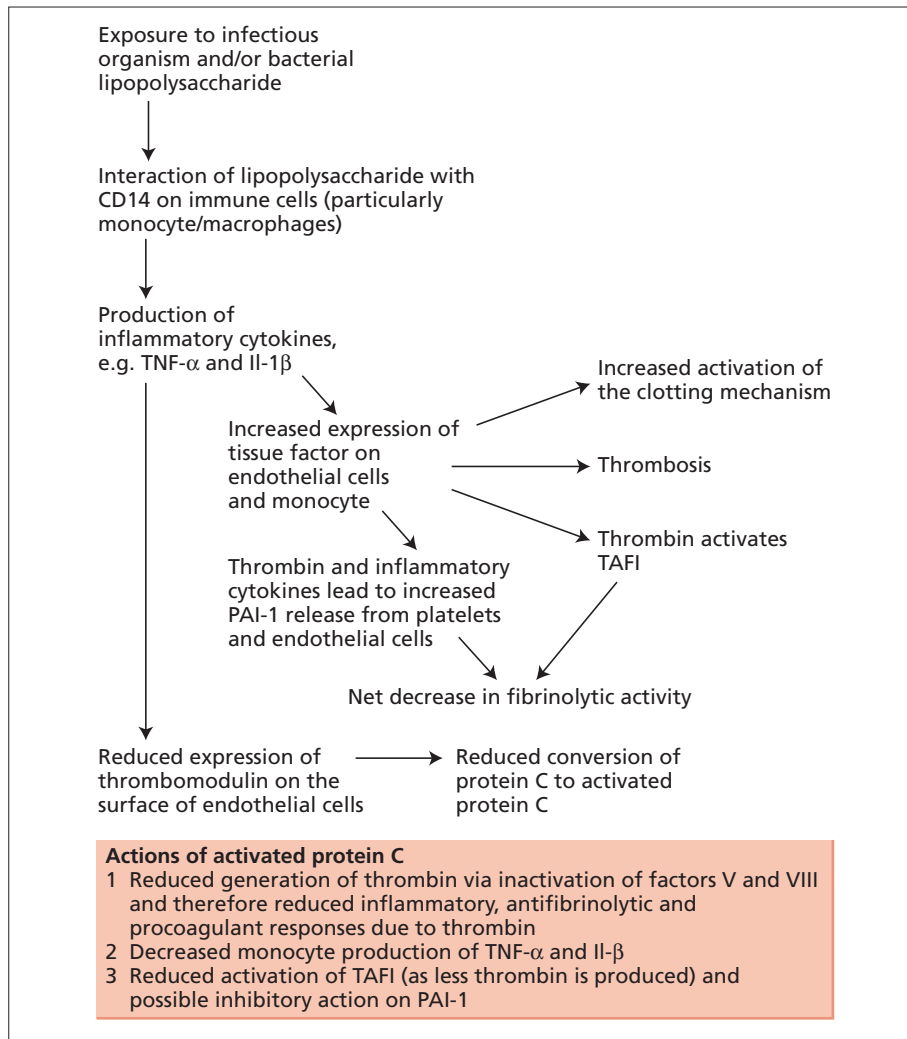 Exposure to infectious
organism and/or bacterial
lipopolysaccharide
Interaction of lipopolysaccharide with
CD14 on immune cells (particularly
monocyte/macrophages)
Production of
inflammatory cytokines,
e.g. TNF-α and Il-1β
Increased activation of
the clotting mechanism
Increased expression of
tissue factor on
endothelial cells
and monocyte
Thrombosis
Thrombin activates
TAFI
Thrombin and inflammatory
cytokines lead to increased
PAI-1 release from platelets
and endothelial cells
Net decrease in fibrinolytic activity
Reduced expression of
thrombomodulin on the
surface of endothelial cells
Reduced conversion of
protein C to activated
protein C
Actions of activated protein C
1 Reduced generation of thrombin via inactivation of factors V and VIII
and therefore reduced inflammatory, antifibrinolytic and
procoagulant responses due to thrombin
2 Decreased monocyte production of TNF-α and Il-β
3 Reduced activation of TAFI (as less thrombin is produced) and
possible inhibitory action on PAI-1